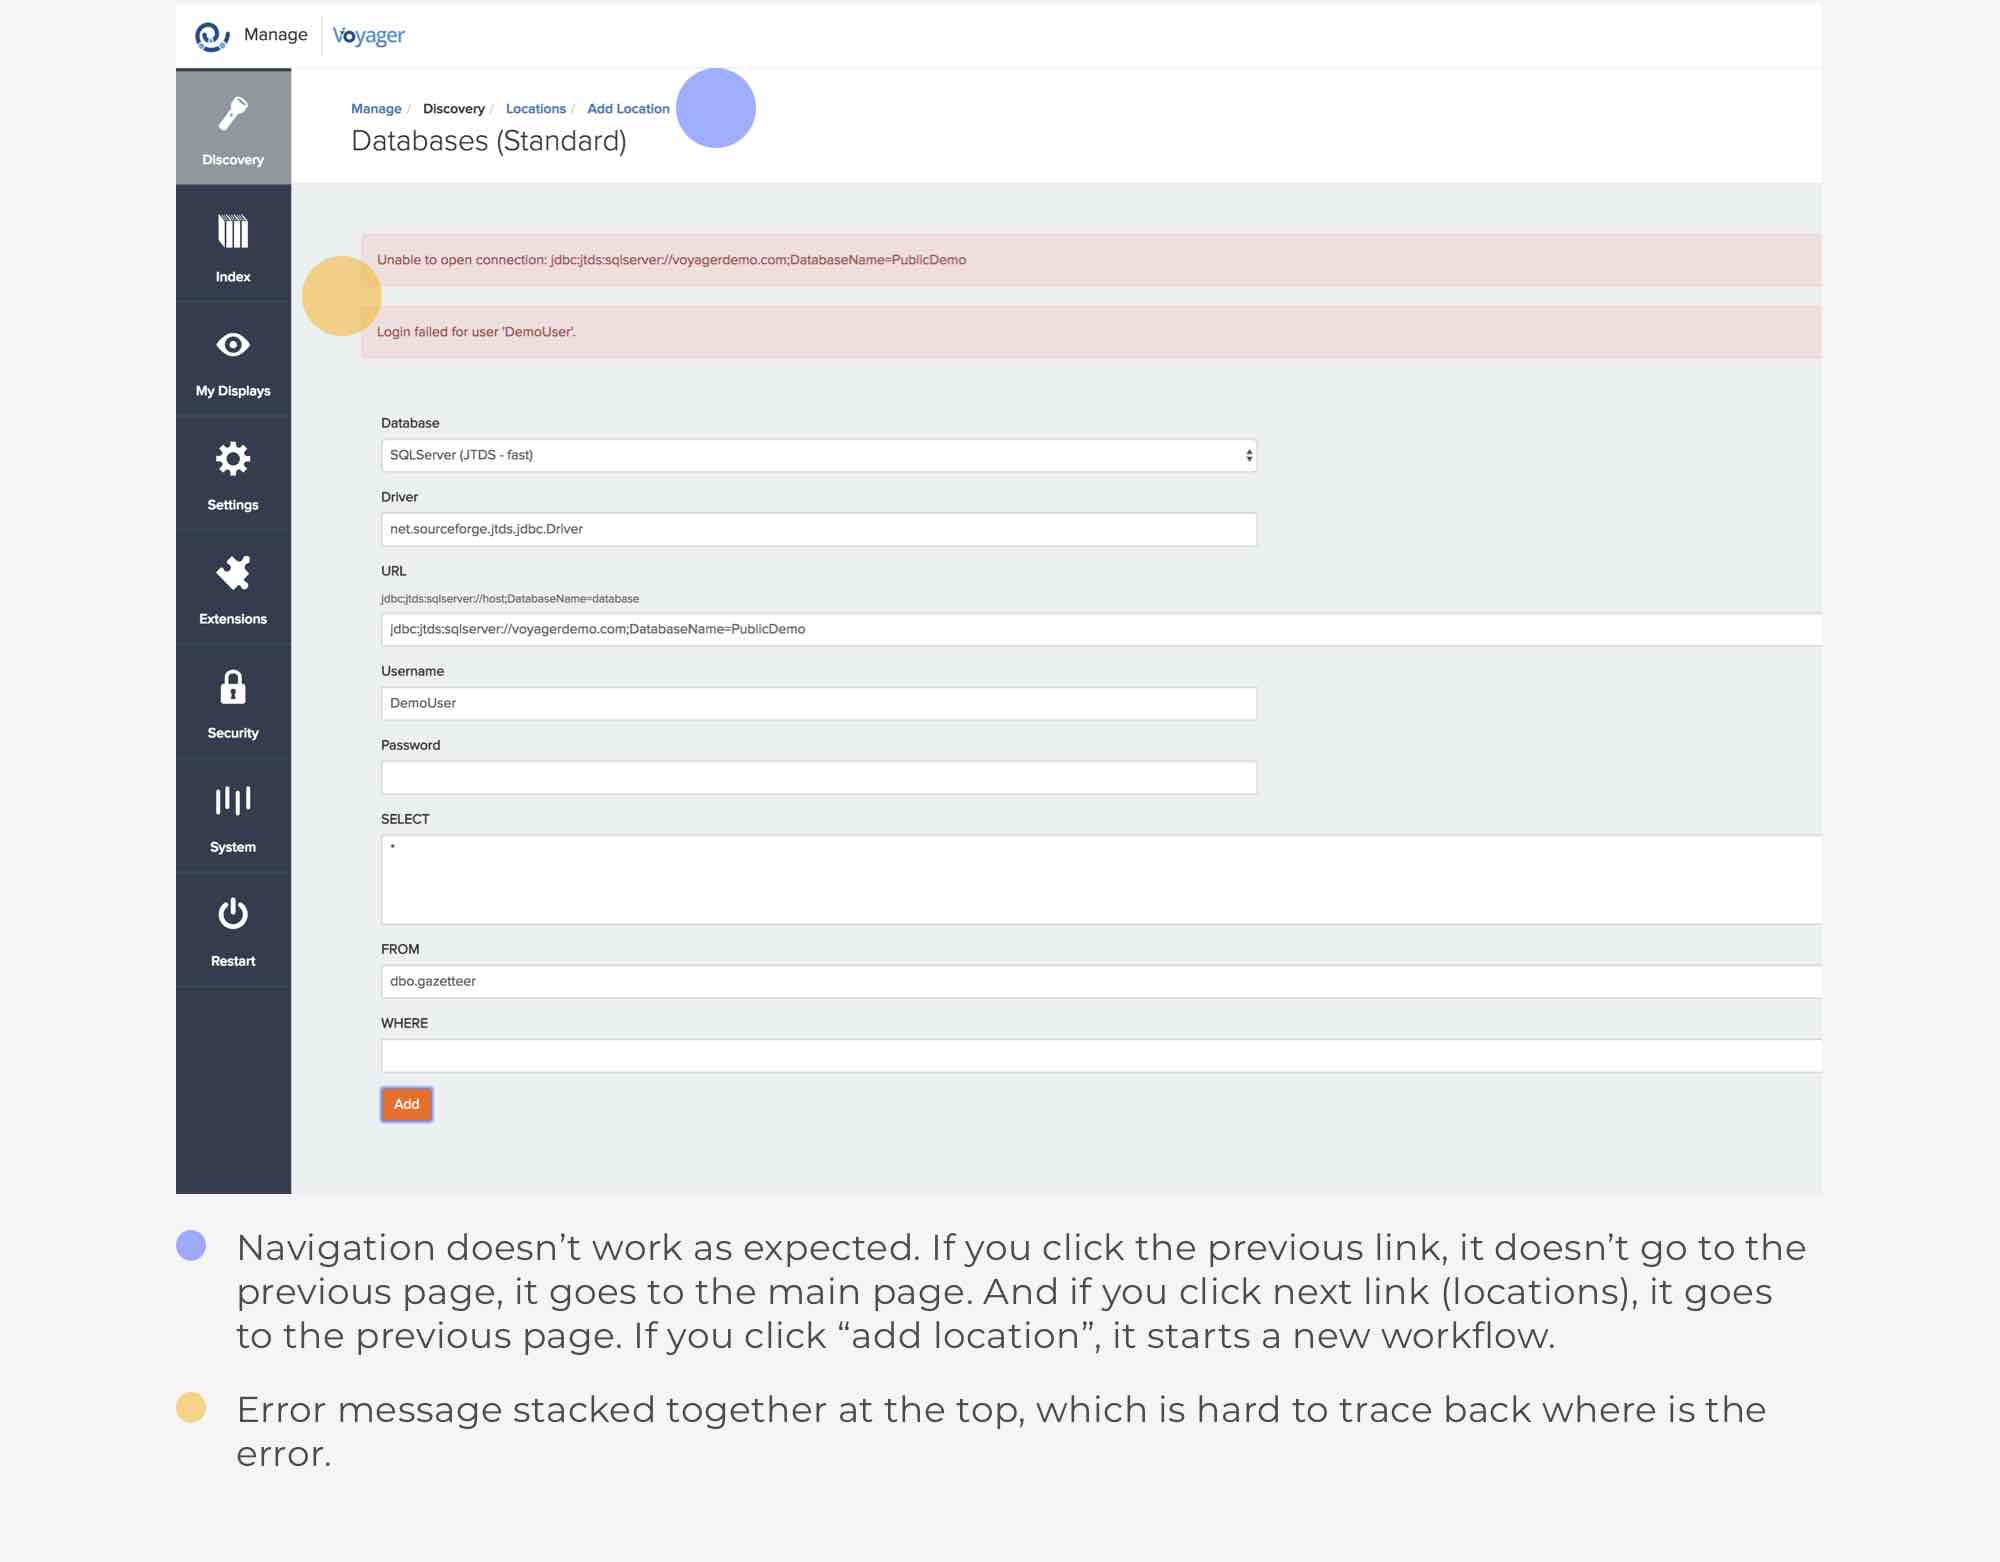 Manage
Voyager
Manage / Discovery / Locations / Add Location
Databases (Standard)
Discovery
Index
My Displays
Settings
Extensions
Security
System
Restart
Unable to open connection: jdbc:jtds:sqlserver://voyagerdemo.com;DatabaseName=PublicDemo
Login failed for user 'DemoUser'.
Database
SQLServer (JTDS - fast)
Driver
net.sourceforge.jtds.jdbc.Driver
URL
jdbc:jtds:sqlserver://host;DatabaseName=database
jdbc:jtds:sqlserver://voyagerdemo.com;DatabaseName=PublicDemo
Username
DemoUser
Password
SELECT
*
FROM
dbo.gazetteer
WHERE
Add
Navigation doesn’t work as expected. If you click the previous link, it doesn’t go to the
previous page, it goes to the main page. And if you click next link (locations), it goes
to the previous page. If you click “add location”, it starts a new workflow.
Error message stacked together at the top, which is hard to trace back where is the
error.